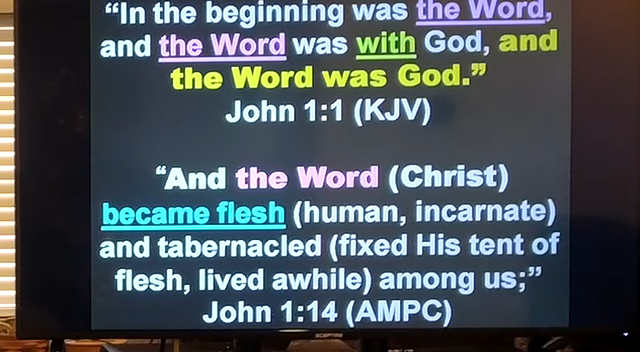 “In the beginning was the Word,
and the Word was with God, and
the Word was God.”
John 1:1 (KJV)
“And the Word (Christ)
became flesh (human, incarnate)
and tabernacled (fixed His tent of
flesh, lived awhile) among us;”
John 1:14 (AMPC)
SCEPTRE